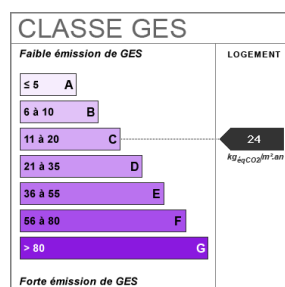 CLASSE GES
Faible émission de GES
LOGEMENT
≤ 5 A
6 à 10 B
11 à 20 C
24
kgéqCO2/m².an
21 à 35 D
36 à 55 E
56 à 80 F
> 80 G
Forte émission de GES